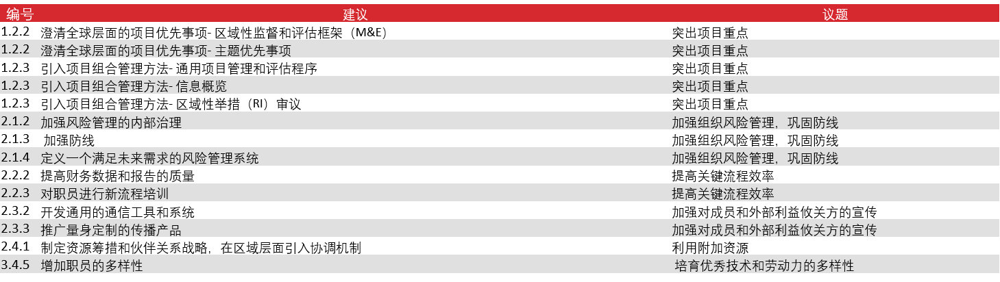 编号 建议 议题
1.2.2 澄清全球层面的项目优先事项- 区域性监督和评估框架（M&E） 突出项目重点
1.2.2 澄清全球层面的项目优先事项- 主题优先事项 突出项目重点
1.2.3 引入项目组合管理方法- 通用项目管理和评估程序 突出项目重点
1.2.3 引入项目组合管理方法- 信息概览 突出项目重点
1.2.3 引入项目组合管理方法- 区域性举措（RI）审议 突出项目重点
2.1.2 加强风险管理的内部治理 加强组织风险管理，巩固防线
2.1.3 加强防线 加强组织风险管理，巩固防线
2.1.4 定义一个满足未来需求的风险管理系统 加强组织风险管理，巩固防线
2.2.2 提高财务数据和报告的质量 提高关键流程效率
2.2.3 对职员进行新流程培训 提高关键流程效率
2.3.2 开发通用的通信工具和系统 加强对成员和外部利益攸关方的宣传
2.3.3 推广量身定制的传播产品 加强对成员和外部利益攸关方的宣传
2.4.1 制定资源筹措和伙伴关系战略，在区域层面引入协调机制 利用附加资源
3.4.5 增加职员的多样性 培育优秀技术和劳动力的多样性